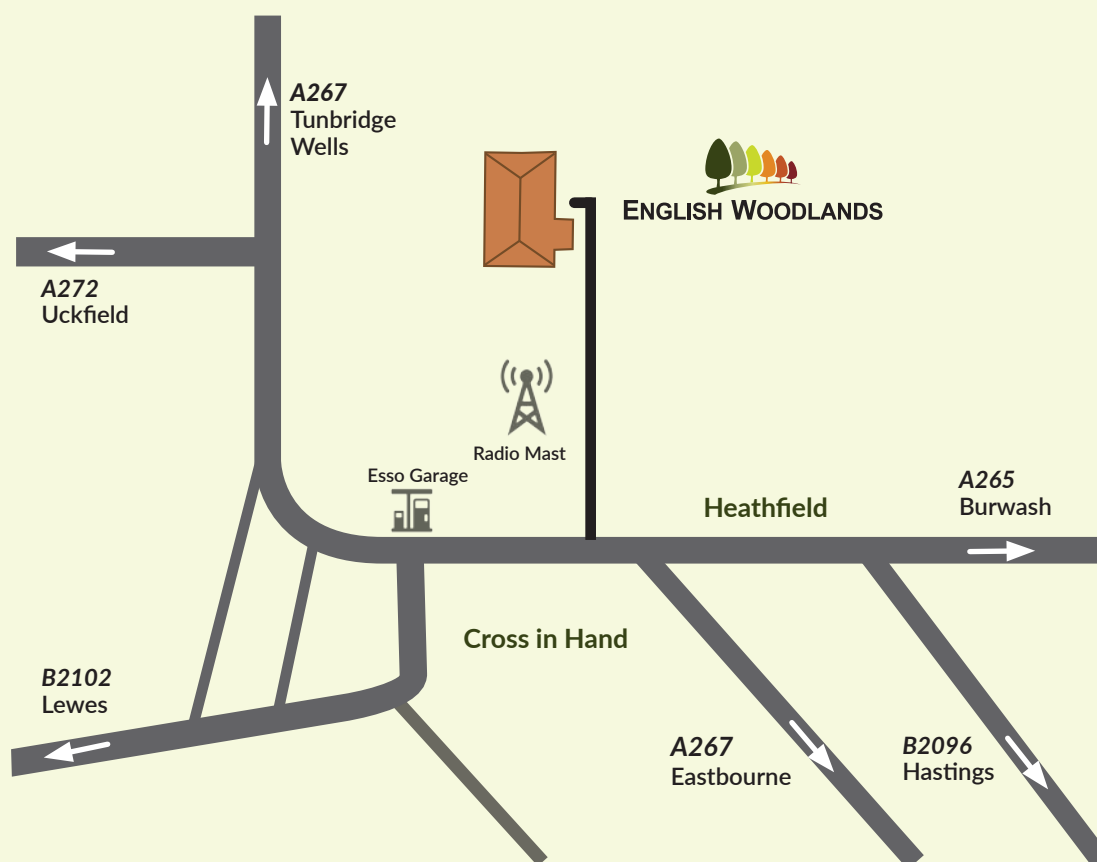 A267
Tunbridge
Wells
ENGLISH WOODLANDS
A272
Uckfield
Radio Mast
Esso Garage
Heathfield
A265
Burwash
Cross in Hand
B2102
Lewes
A267
Eastbourne
B2096
Hastings